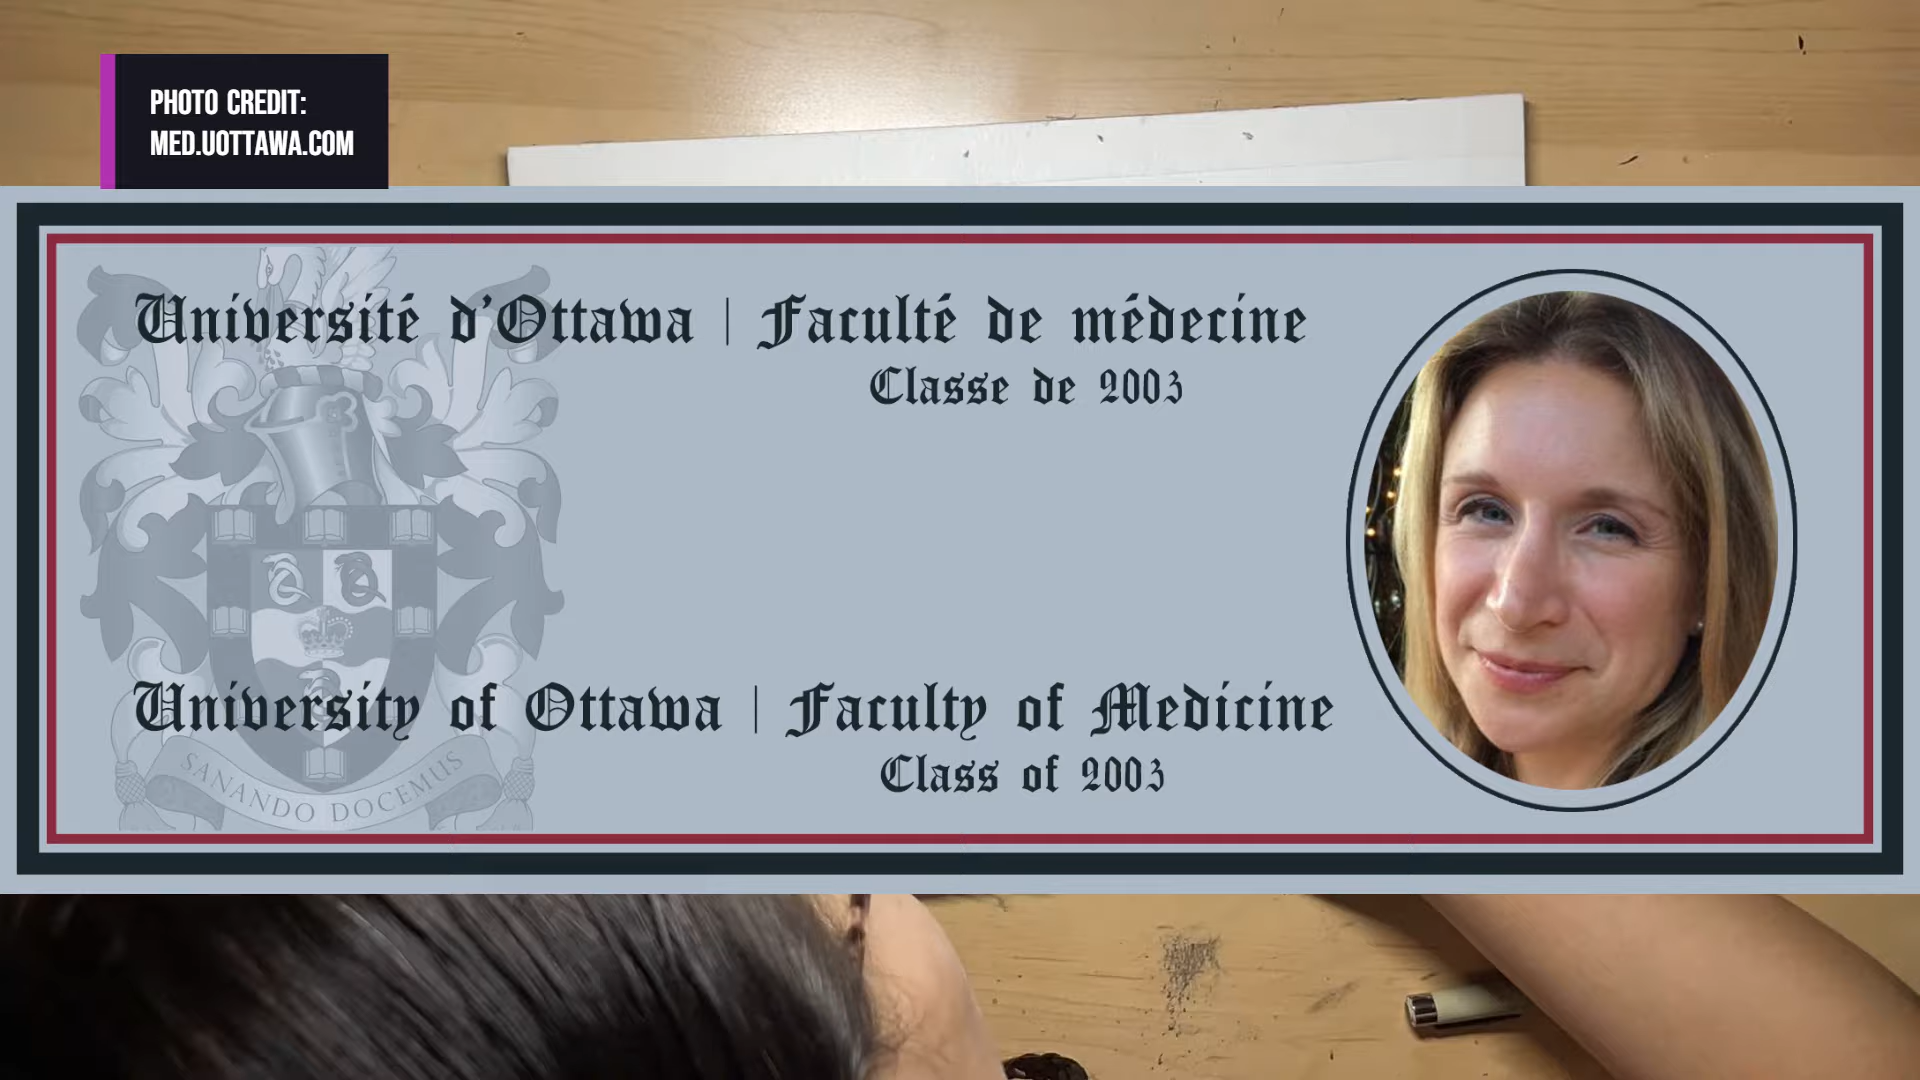 PHOTO CREDIT:
MED.UOTTAWA.COM
Université d'Ottawa | Faculté de médecine
Classe de 2003
University of Ottawa | Faculty of Medicine
Class of 2003
SANANDO DOCEMUS